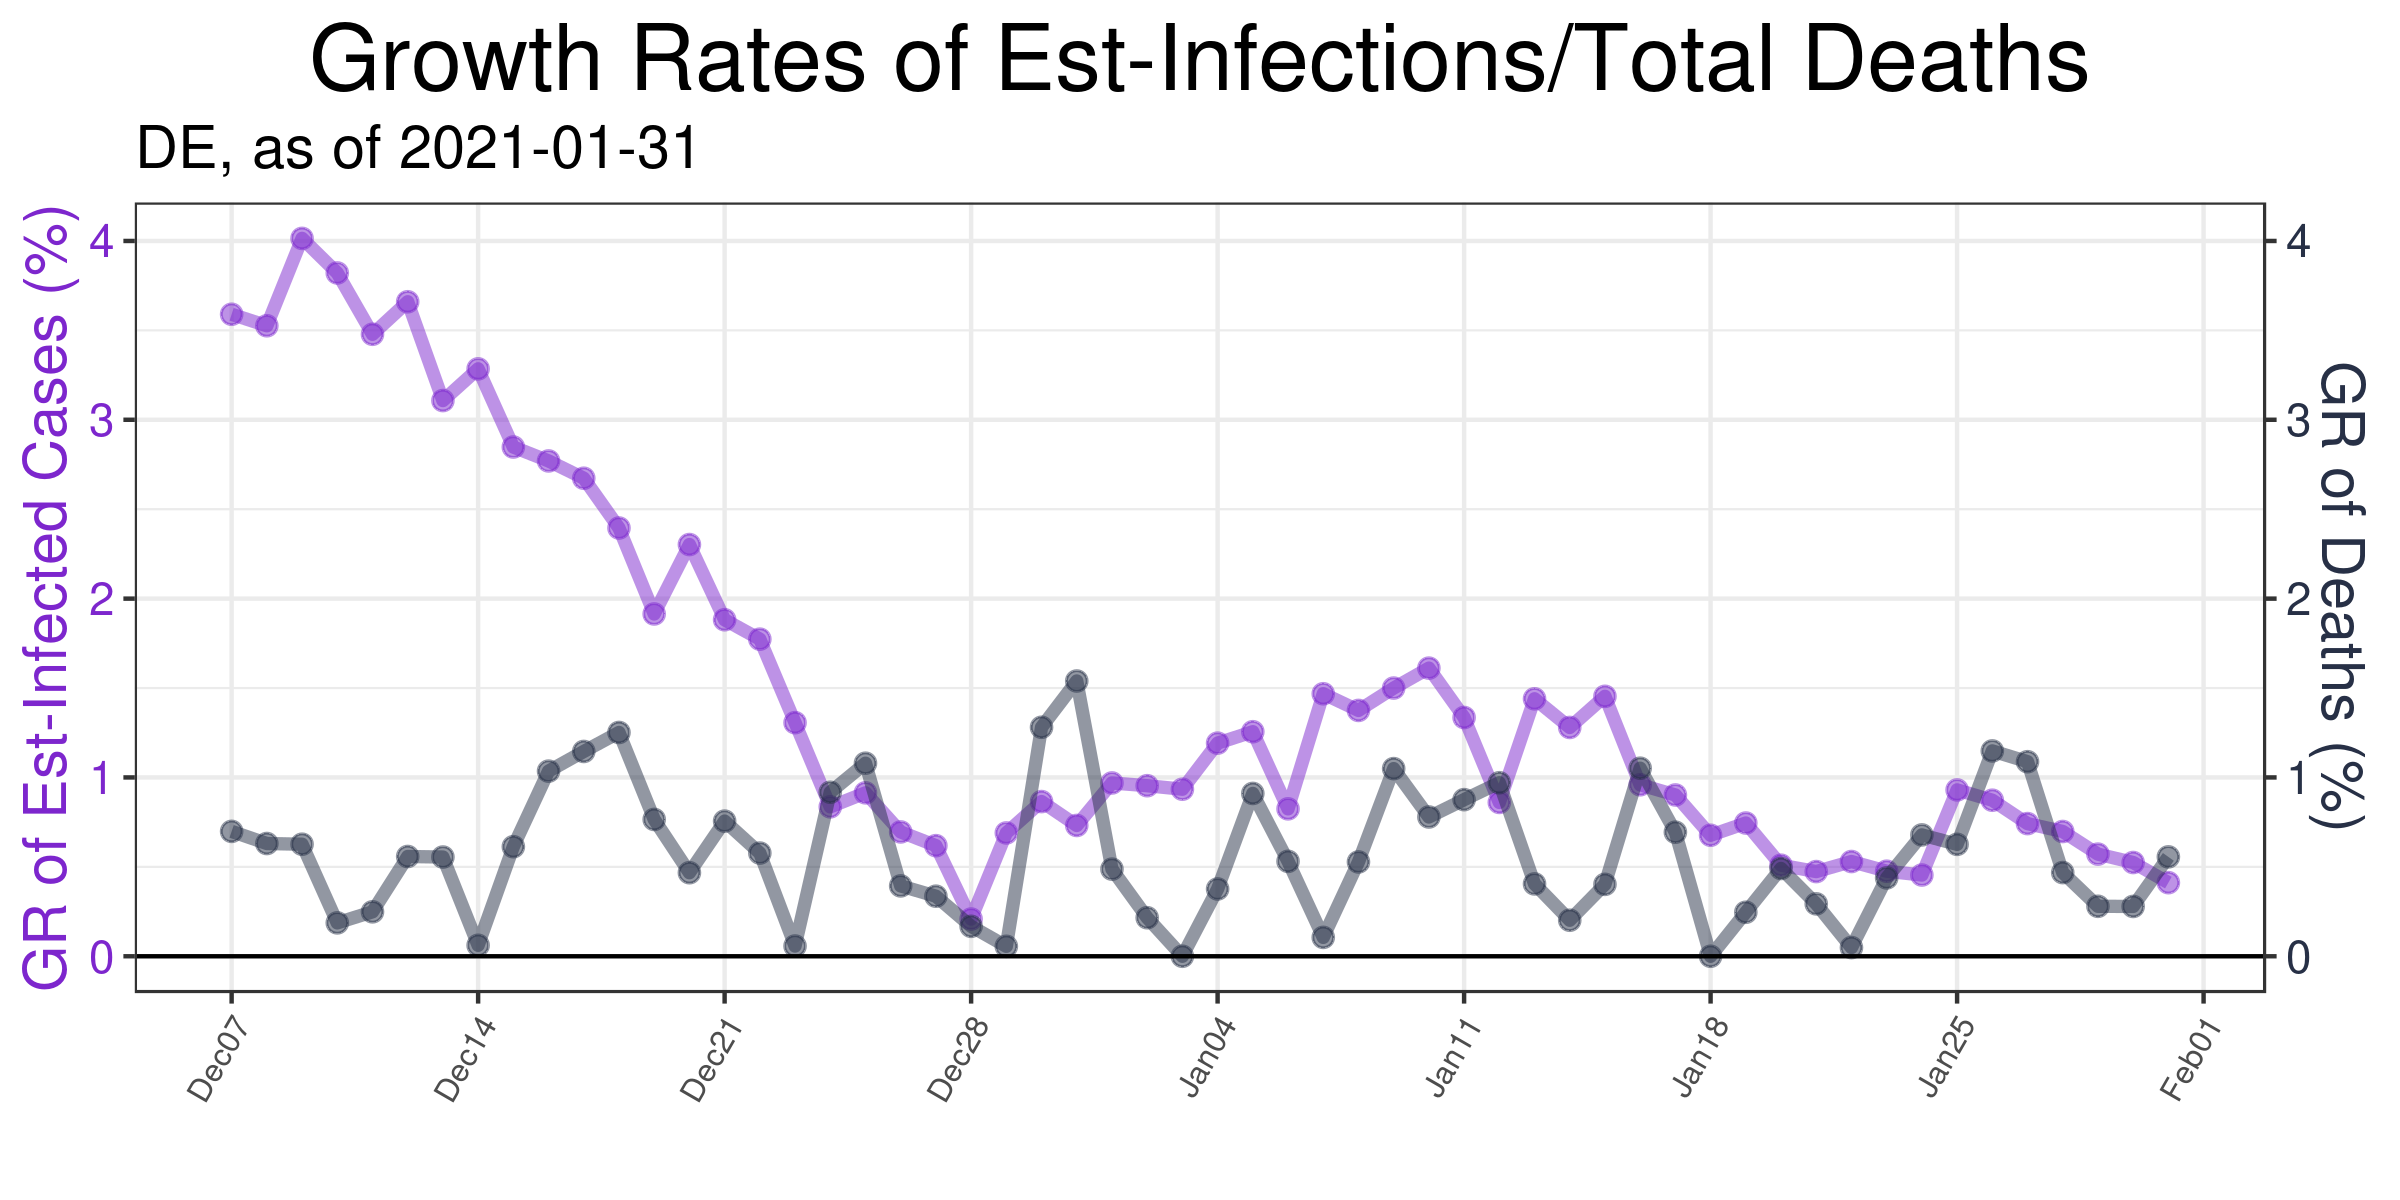 Growth Rates of Est-Infections/Total Deaths
DE, as of 2021-01-31
GR of Est-Infected Cases (%)
4
3
2
1
0
4
3
2
1
0
GR of Deaths (%)
Dec07
Dec14
Dec21
Dec28
Jan04
Jan11
Jan18
Jan25
Feb01